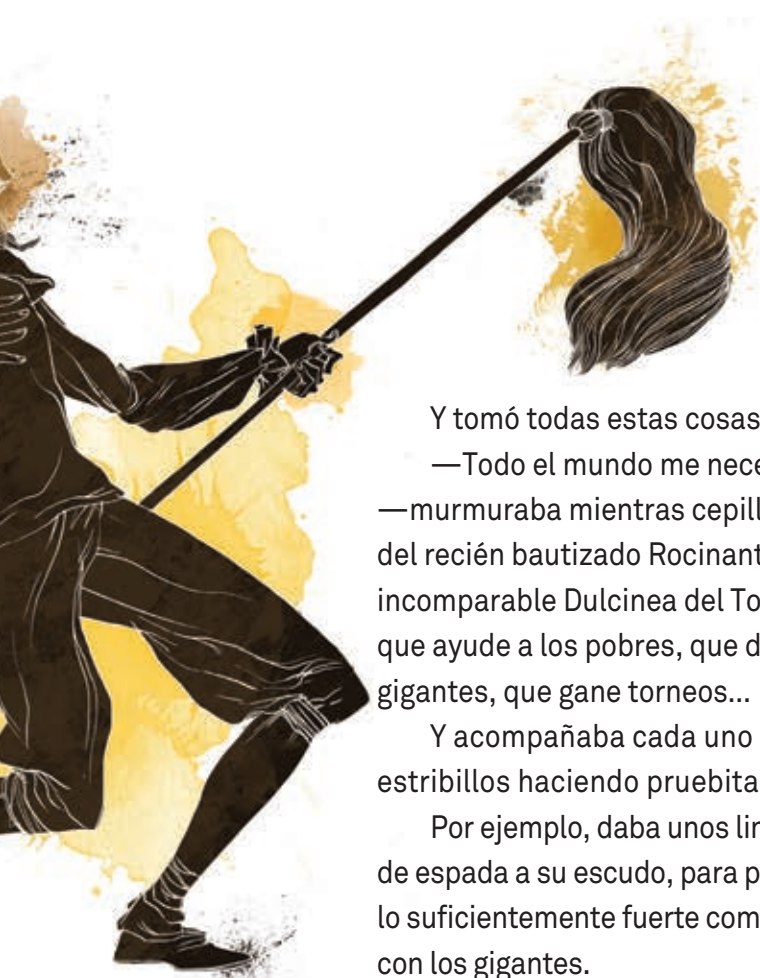 Y tomó todas estas cosas
—Todo el mundo me nece
—murmuraba mientras cepill
del recién bautizado Rocinant
incomparable Dulcinea del To
que ayude a los pobres, que d
gigantes, que gane torneos...
Y acompañaba cada uno
estribillos haciendo pruebita
Por ejemplo, daba unos lin
de espada a su escudo, para p
lo suficientemente fuerte com
con los gigantes.